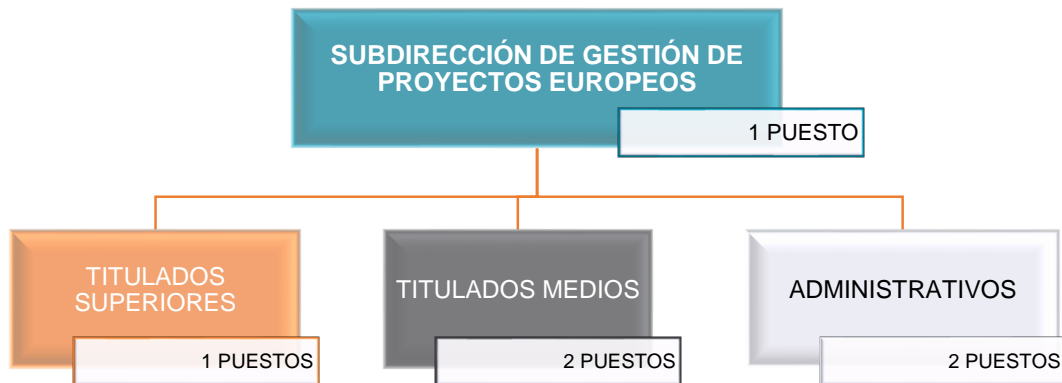 SUBDIRECCIÓN DE GESTIÓN DE
PROYECTOS EUROPEOS
1 PUESTO
TITULADOS
SUPERIORES
1 PUESTOS
TITULADOS MEDIOS
2 PUESTOS
ADMINISTRATIVOS
2 PUESTOS